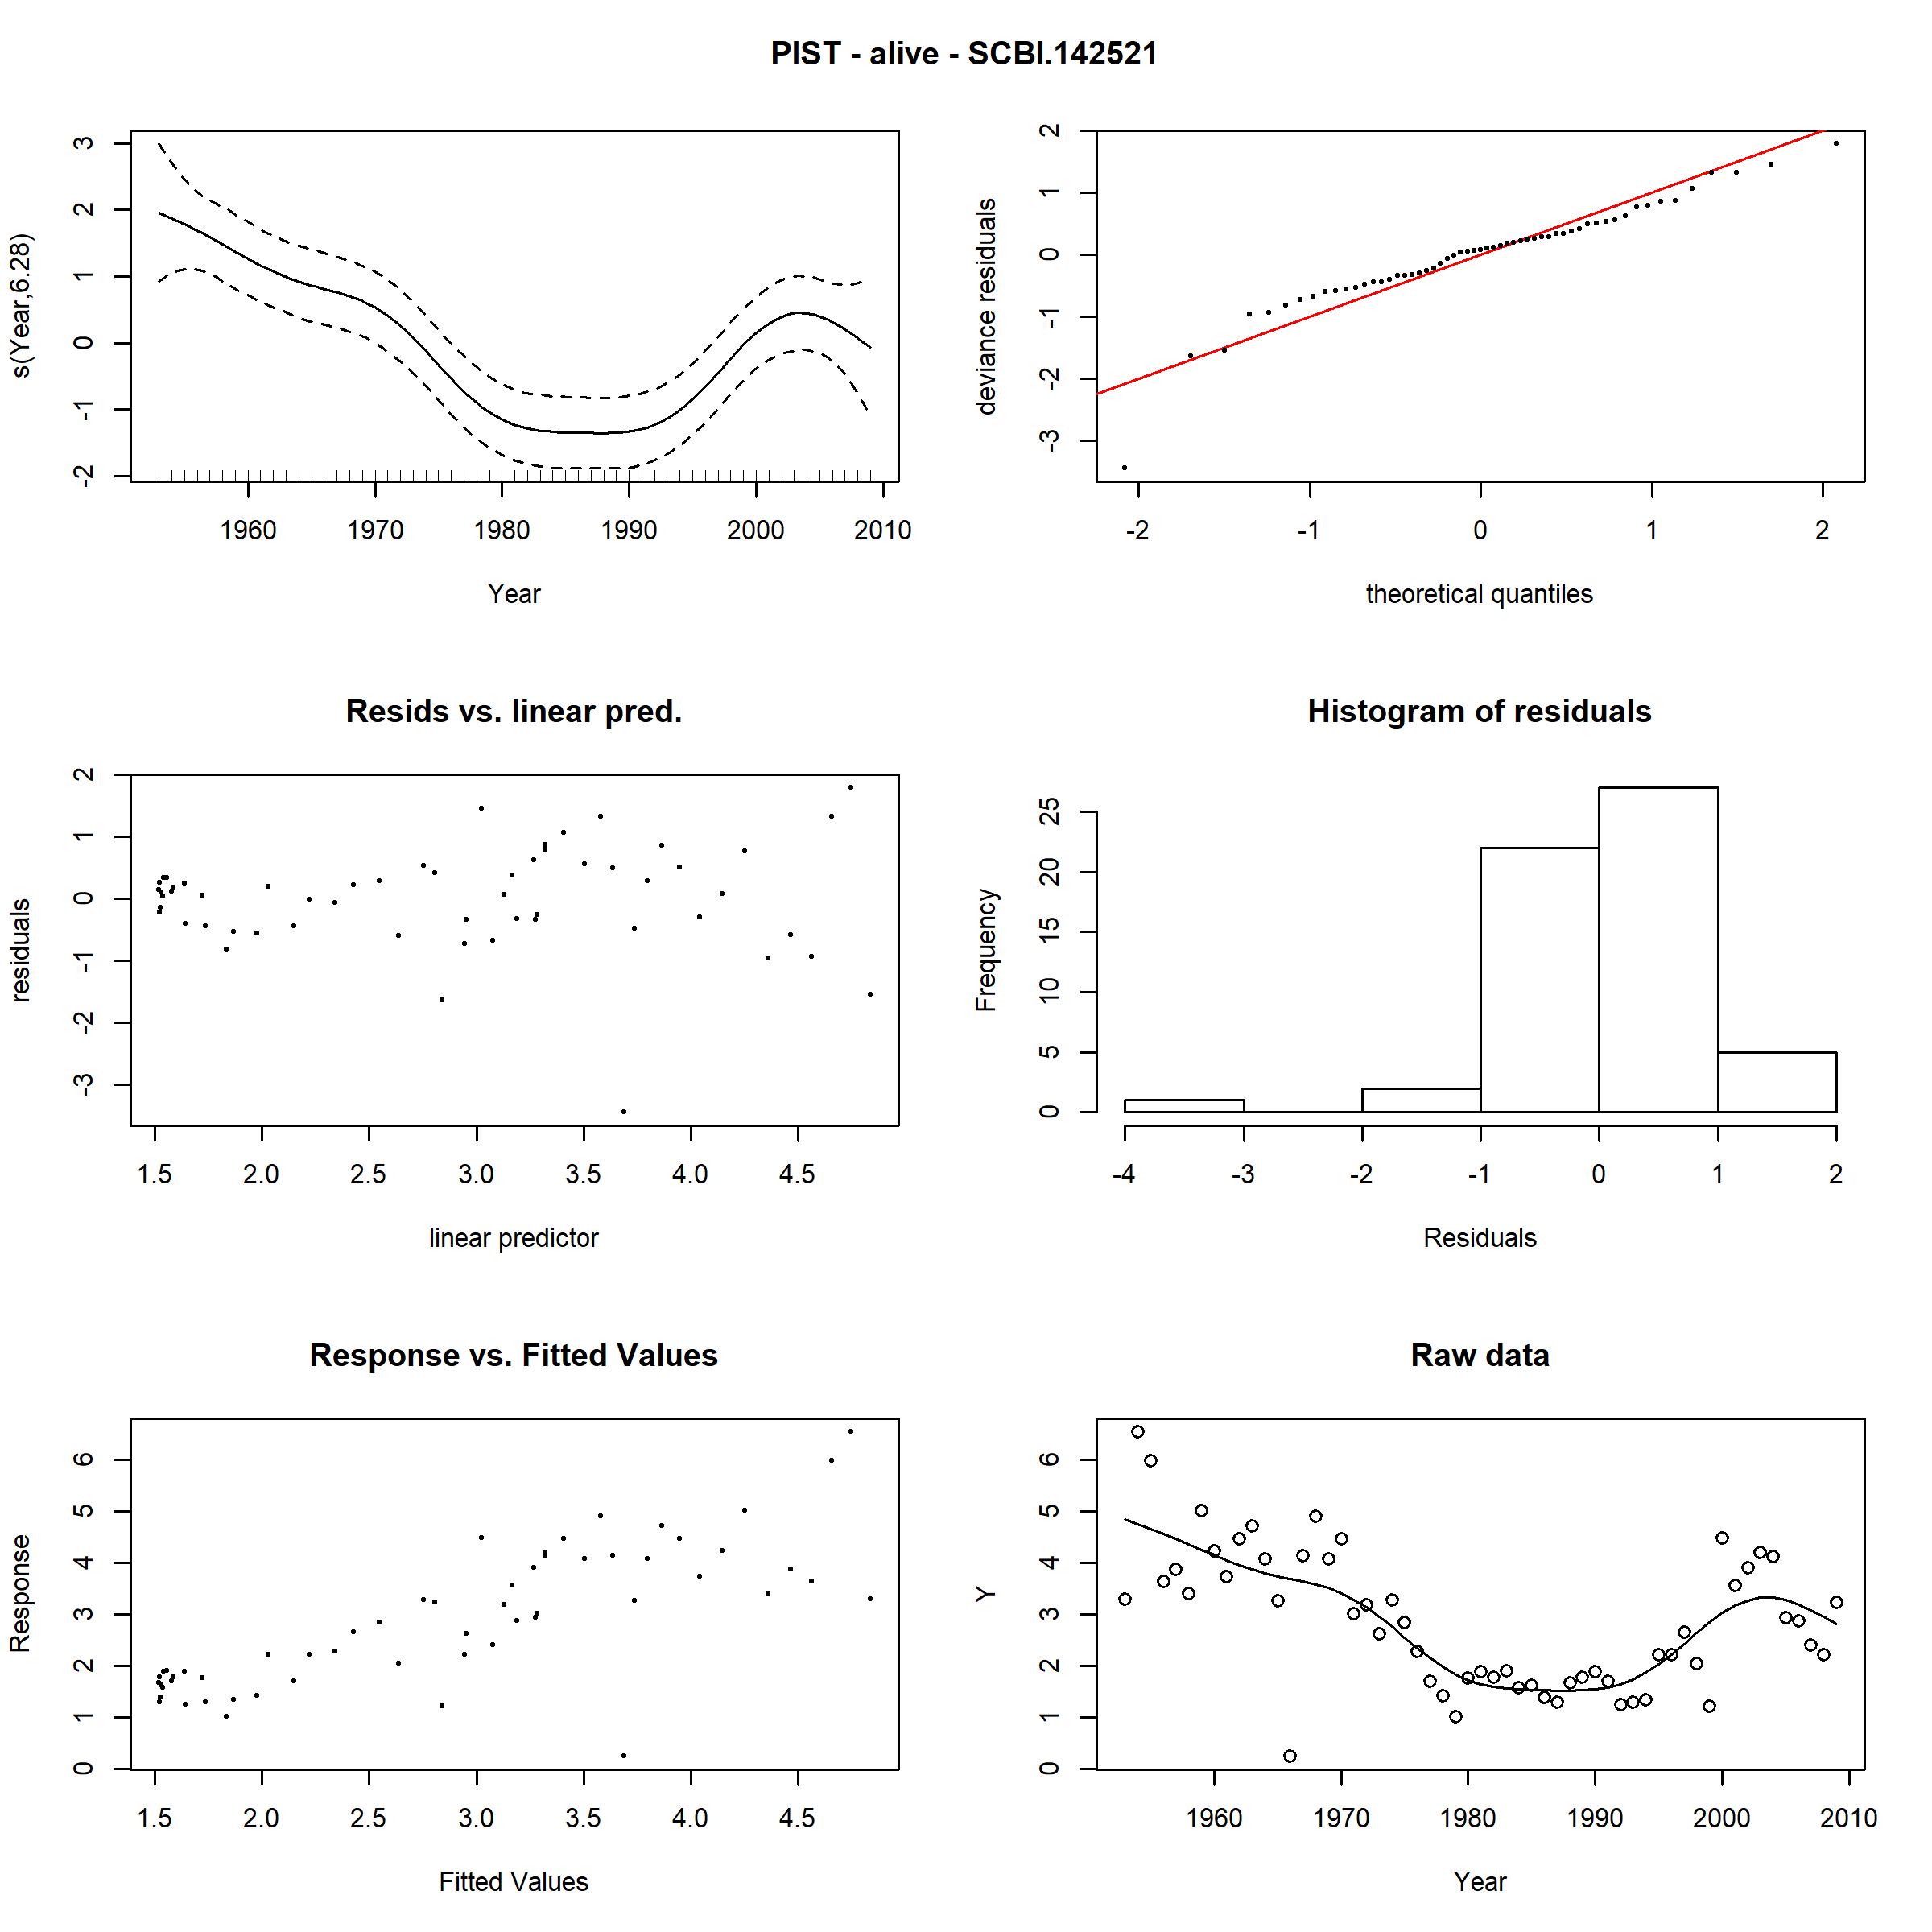 PIST - alive - SCBI.142521
s(Year,6.28)
3
2
1
0
-1
-2
1960 1970 1980 1990 2000 2010
Year
deviance residuals
2
1
0
-1
-2
-3
-2 -1 0 1 2
theoretical quantiles
Resids vs. linear pred.
residuals
2
1
0
-1
-2
-3
1.5 2.0 2.5 3.0 3.5 4.0 4.5
linear predictor
Histogram of residuals
Frequency
25
20
15
10
5
0
-4 -3 -2 -1 0 1 2
Residuals
Response vs. Fitted Values
Response
6
5
4
3
2
1
0
1.5 2.0 2.5 3.0 3.5 4.0 4.5
Fitted Values
Raw data
Y
6
5
4
3
2
1
0
1960 1970 1980 1990 2000 2010
Year